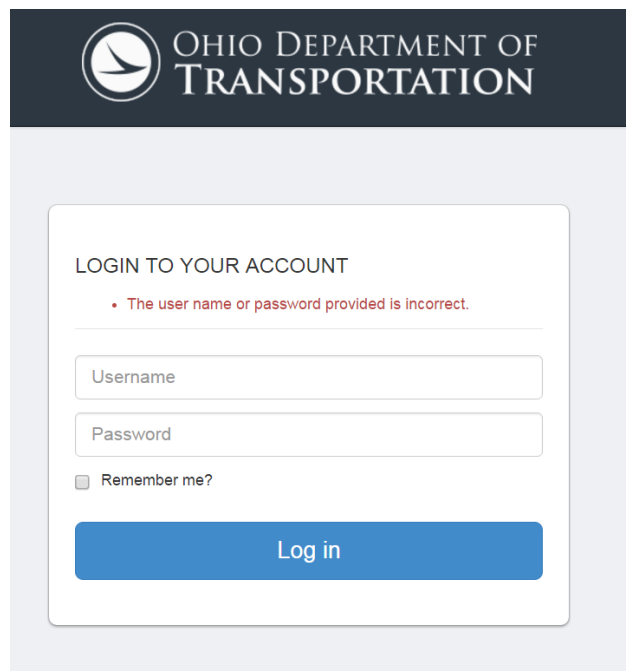 OHIO DEPARTMENT OF
TRANSPORTATION
LOGIN TO YOUR ACCOUNT
• The user name or password provided is incorrect.
Username
Password
Remember me?
Log in